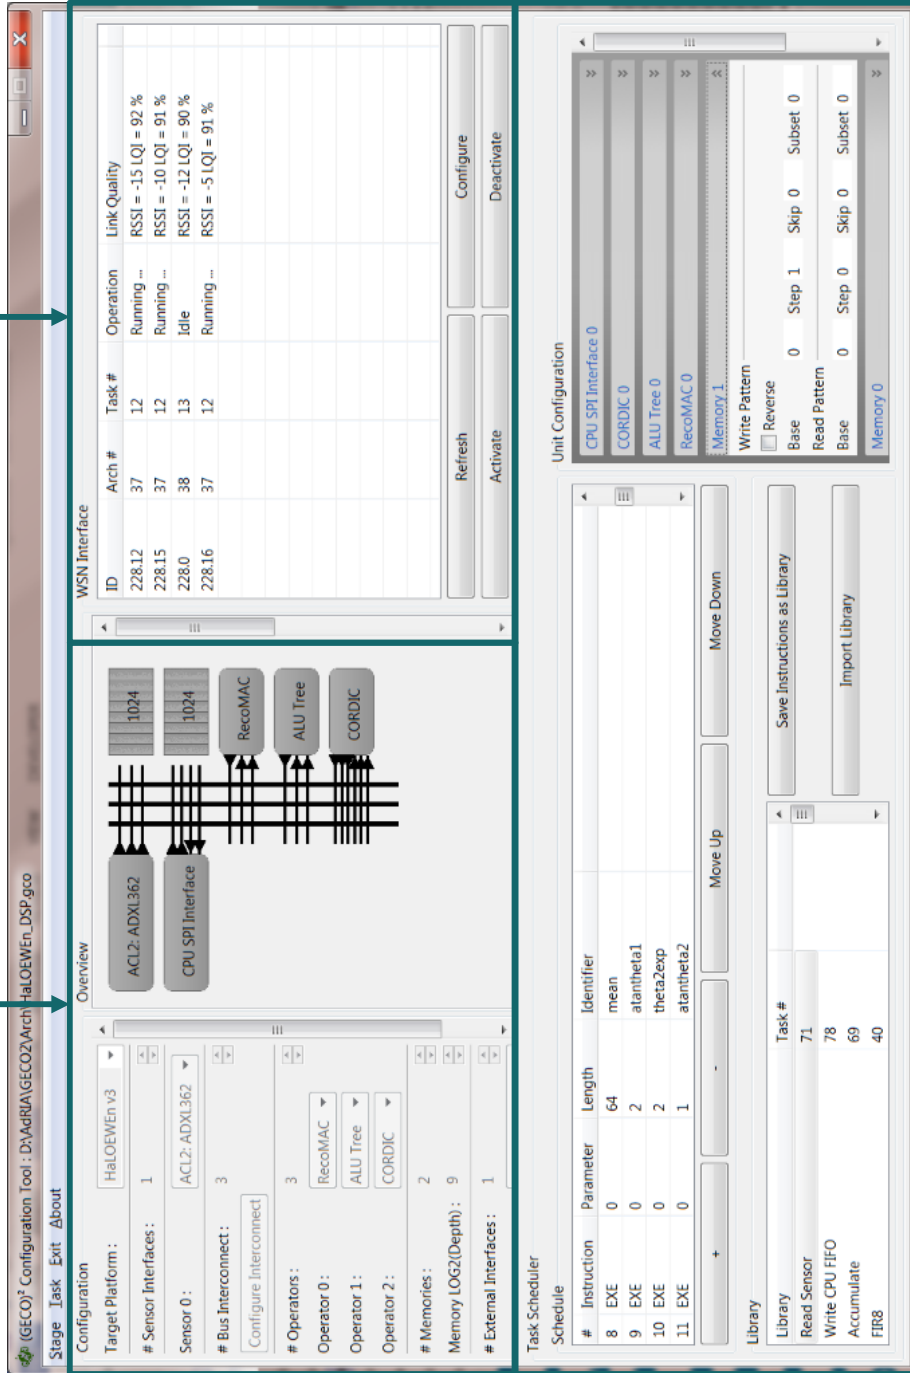 (GECO)² Configuration Tool : D:\AdRIA\GECO2\Arch\HaLOEWEn_DSP.gco
Stage Task Exit About
Configuration
Target Platform : HaLOEWEn v3
# Sensor Interfaces : 1
Sensor 0 : ACL2: ADXL362
# Bus Interconnect : 3
Configure Interconnect
# Operators : 3
Operator 0 : RecoMAC
Operator 1 : ALU Tree
Operator 2 : CORDIC
# Memories : 2
Memory LOG2(Depth) : 9
# External Interfaces : 1
Overview
ACL2: ADXL362
1024
CPU SPI Interface
1024
RecoMAC
ALU Tree
CORDIC
WSN Interface
ID Arch # Task # Operation Link Quality
228.12 37 12 Running ... RSSI = -15 LQI = 92 %
228.15 37 12 Running ... RSSI = -10 LQI = 91 %
228.0 38 13 Idle RSSI = -12 LQI = 90 %
228.16 37 12 Running ... RSSI = -5 LQI = 91 %
Refresh Configure
Activate Deactivate
Task Scheduler
Schedule
# Instruction Parameter Length Identifier
8 EXE 0 64 mean
9 EXE 0 2 atantheta1
10 EXE 0 2 theta2exp
11 EXE 0 1 atantheta2
+ - Move Up Move Down
Library
Library Task #
Read Sensor 71
Write CPU FIFO 78
Accumulate 69
FIR8 40
Save Instructions as Library
Import Library
Unit Configuration
CPU SPI Interface 0
CORDIC 0
ALU Tree 0
RecoMAC 0
Memory 1
Write Pattern
Reverse
Base 0 Step 1 Skip 0 Subset 0
Read Pattern
Base 0 Step 0 Skip 0 Subset 0
Memory 0